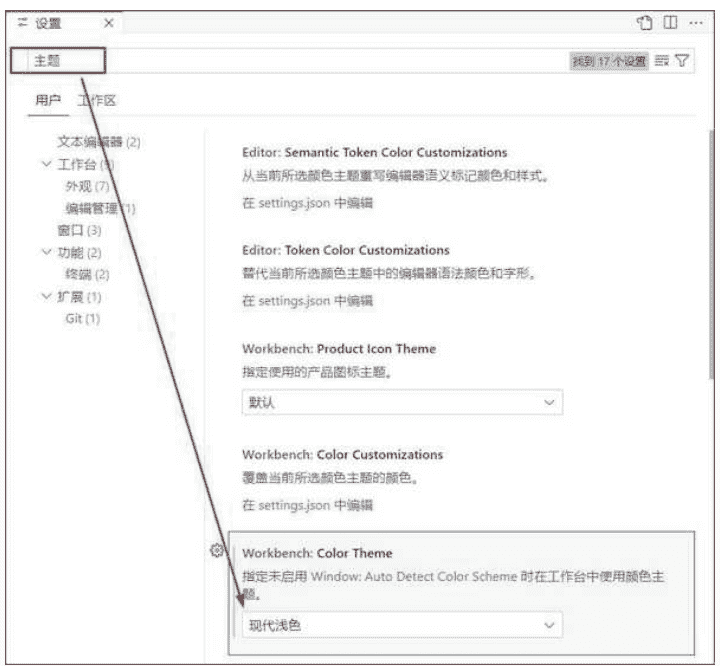 设置
主题
找到 17 个设置
用户 工作区
文本编辑器 (2)
工作台 (9)
外观 (7)
编辑管理 (1)
窗口 (3)
功能 (2)
终端 (2)
扩展 (1)
Git (1)
Editor: Semantic Token Color Customizations
从当前所选颜色主题重写编辑器语义标记颜色和样式。
在 settings.json 中编辑
Editor: Token Color Customizations
替代当前所选颜色主题中的编辑器语法颜色和字形。
在 settings.json 中编辑
Workbench: Product Icon Theme
指定使用的产品图标主题。
默认
Workbench: Color Customizations
覆盖当前所选颜色主题的颜色。
在 settings.json 中编辑
Workbench: Color Theme
指定未启用 Window: Auto Detect Color Scheme 时在工作台中使用颜色主
题。
现代浅色